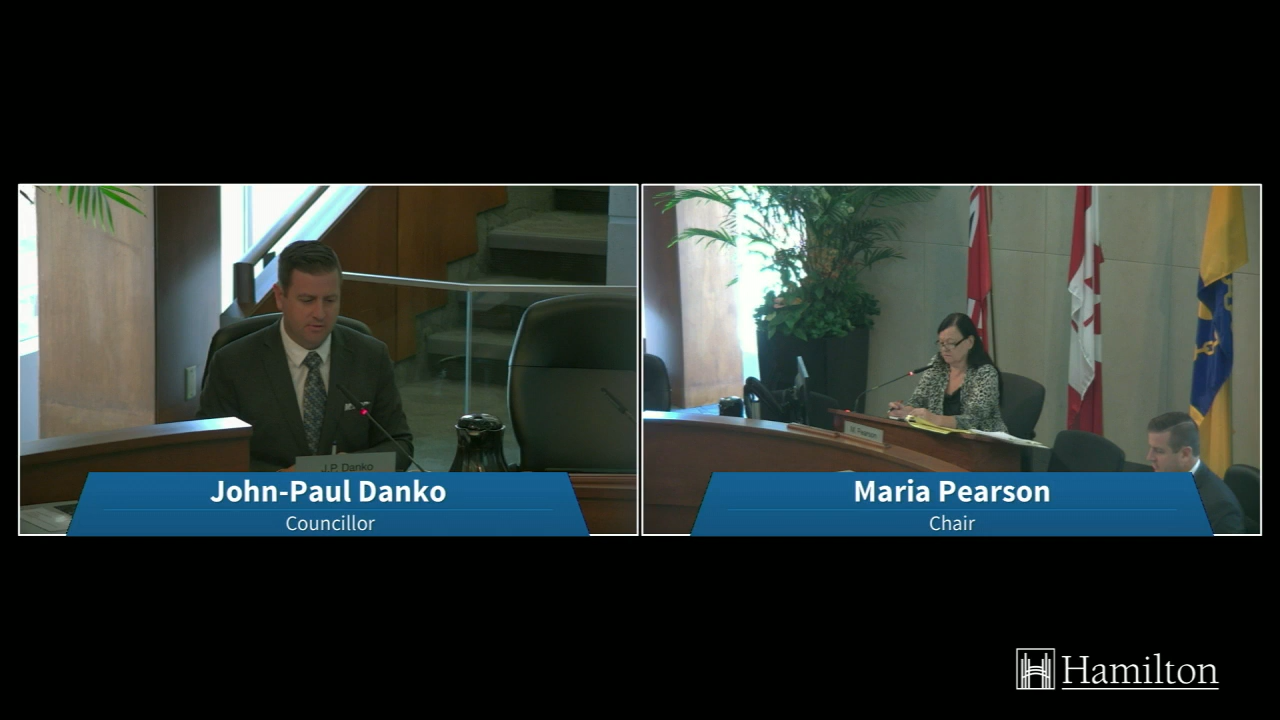 J.P. Danko
John-Paul Danko
Councillor
M. Pearson
Maria Pearson
Chair
Hamilton